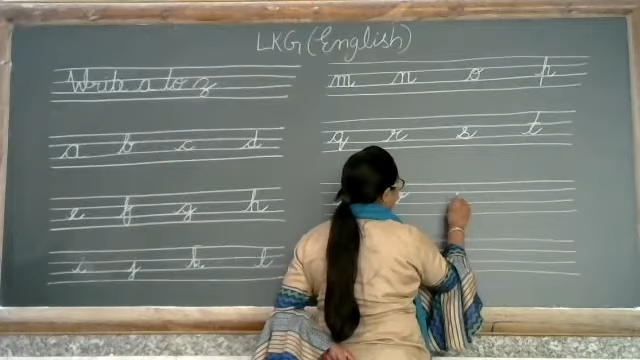 LKG (English)
Write a to z
a b c d
e f g h
i j k l
m n o p
q r s t